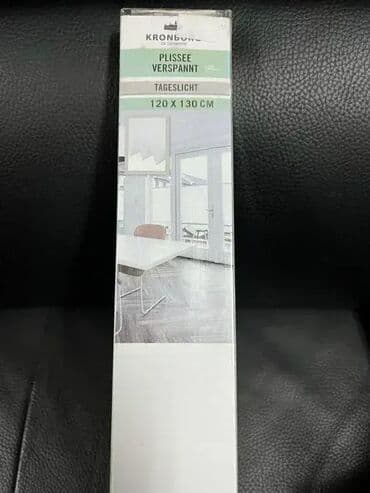 KRONBORG
PLISSEE
VERSPANNT
TAGESLICHT
120 X 130 CM